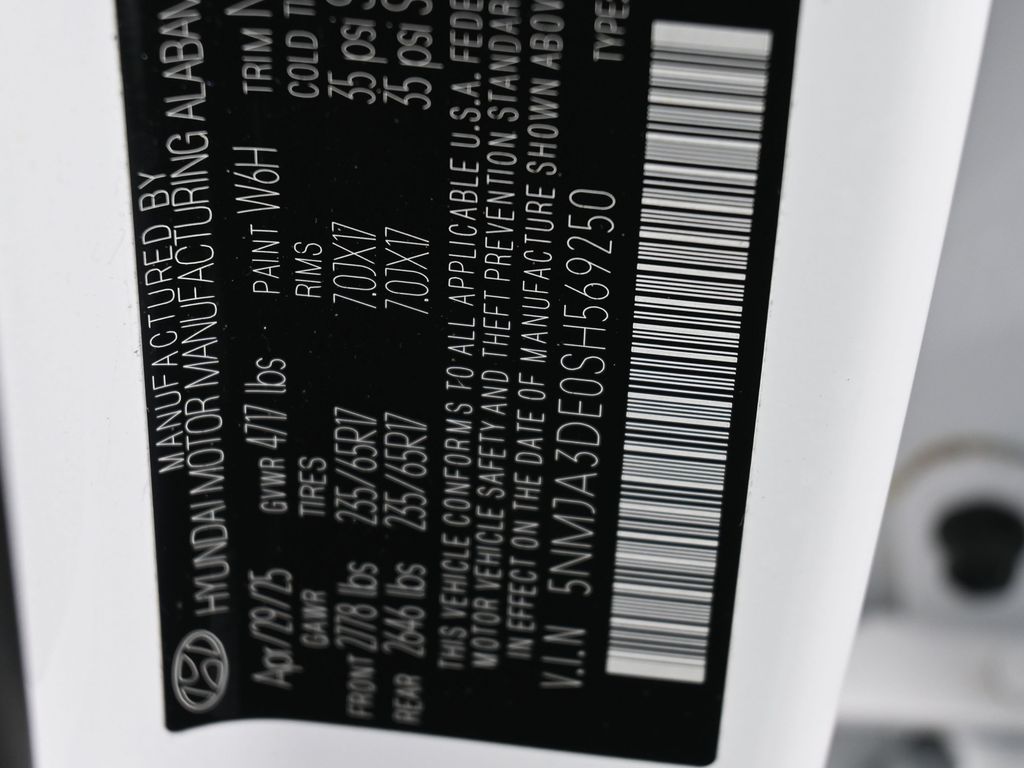 MANUFACTURED BY
HYUNDAI MOTOR MANUFACTURING ALABAM
Apr/29/25 GVWR 4717 lbs PAINT W6H TRIM N
GAWR TIRES RIMS COLD TI
FRONT 2778 lbs 235/65R17 7.0JX17 35 psi
REAR 2646 lbs 235/65R17 7.0JX17 35 psi S
THIS VEHICLE CONFORMS TO ALL APPLICABLE U.S.A. FEDE
MOTOR VEHICLE SAFETY AND THEFT PREVENTION STANDAR
IN EFFECT ON THE DATE OF MANUFACTURE SHOWN ABOV
V.I.N 5NMJA3DE0SH569250 TYPE: